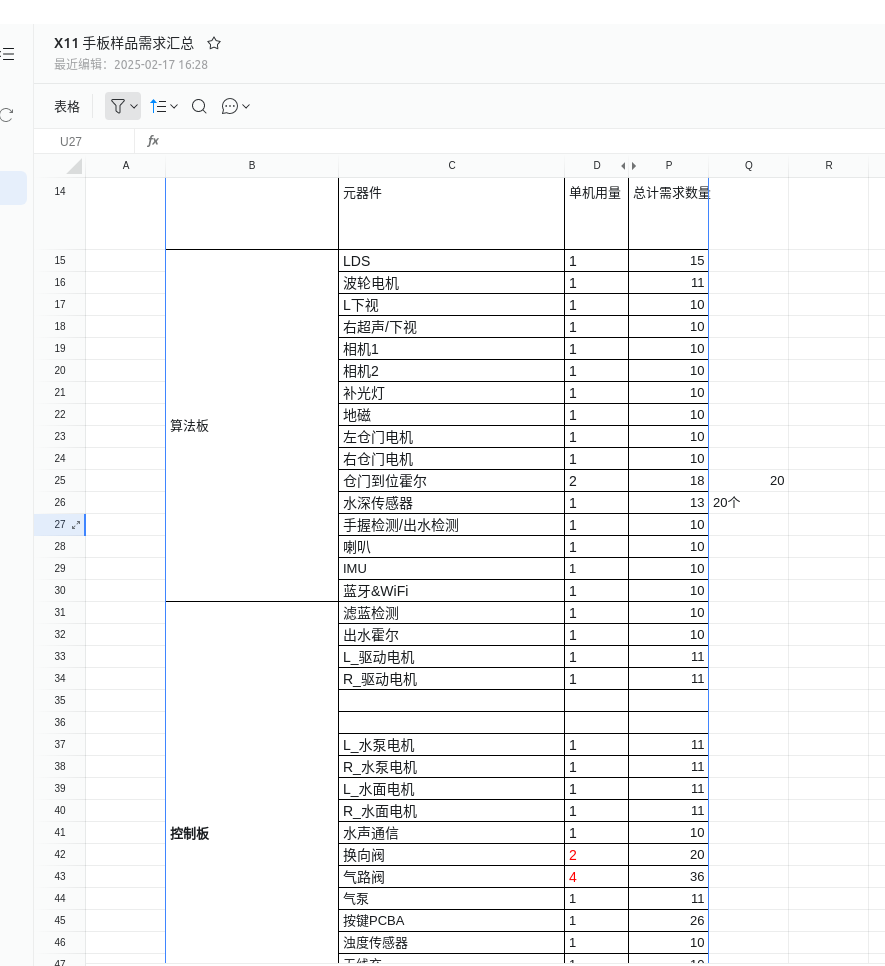 X11 手板样品需求汇总
最近编辑：2025-02-17 16:28
表格
U27 fx
A B C D P Q R
14 元器件 单机用量 总计需求数量
15 LDS 1 15
16 波轮电机 1 11
17 L下视 1 10
18 右超声/下视 1 10
19 相机1 1 10
20 相机2 1 10
21 补光灯 1 10
22 地磁 1 10
算法板
23 左仓门电机 1 10
24 右仓门电机 1 10
25 仓门到位霍尔 2 18 20
26 水深传感器 1 13 20个
27 手握检测/出水检测 1 10
28 喇叭 1 10
29 IMU 1 10
30 蓝牙&WiFi 1 10
31 滤蓝检测 1 10
32 出水霍尔 1 10
33 L_驱动电机 1 11
34 R_驱动电机 1 11
35
36
37 L_水泵电机 1 11
38 R_水泵电机 1 11
39 L_水面电机 1 11
40 R_水面电机 1 11
41 控制板 水声通信 1 10
42 换向阀 2 20
43 气路阀 4 36
44 气泵 1 11
45 按键PCBA 1 26
46 浊度传感器 1 10
47